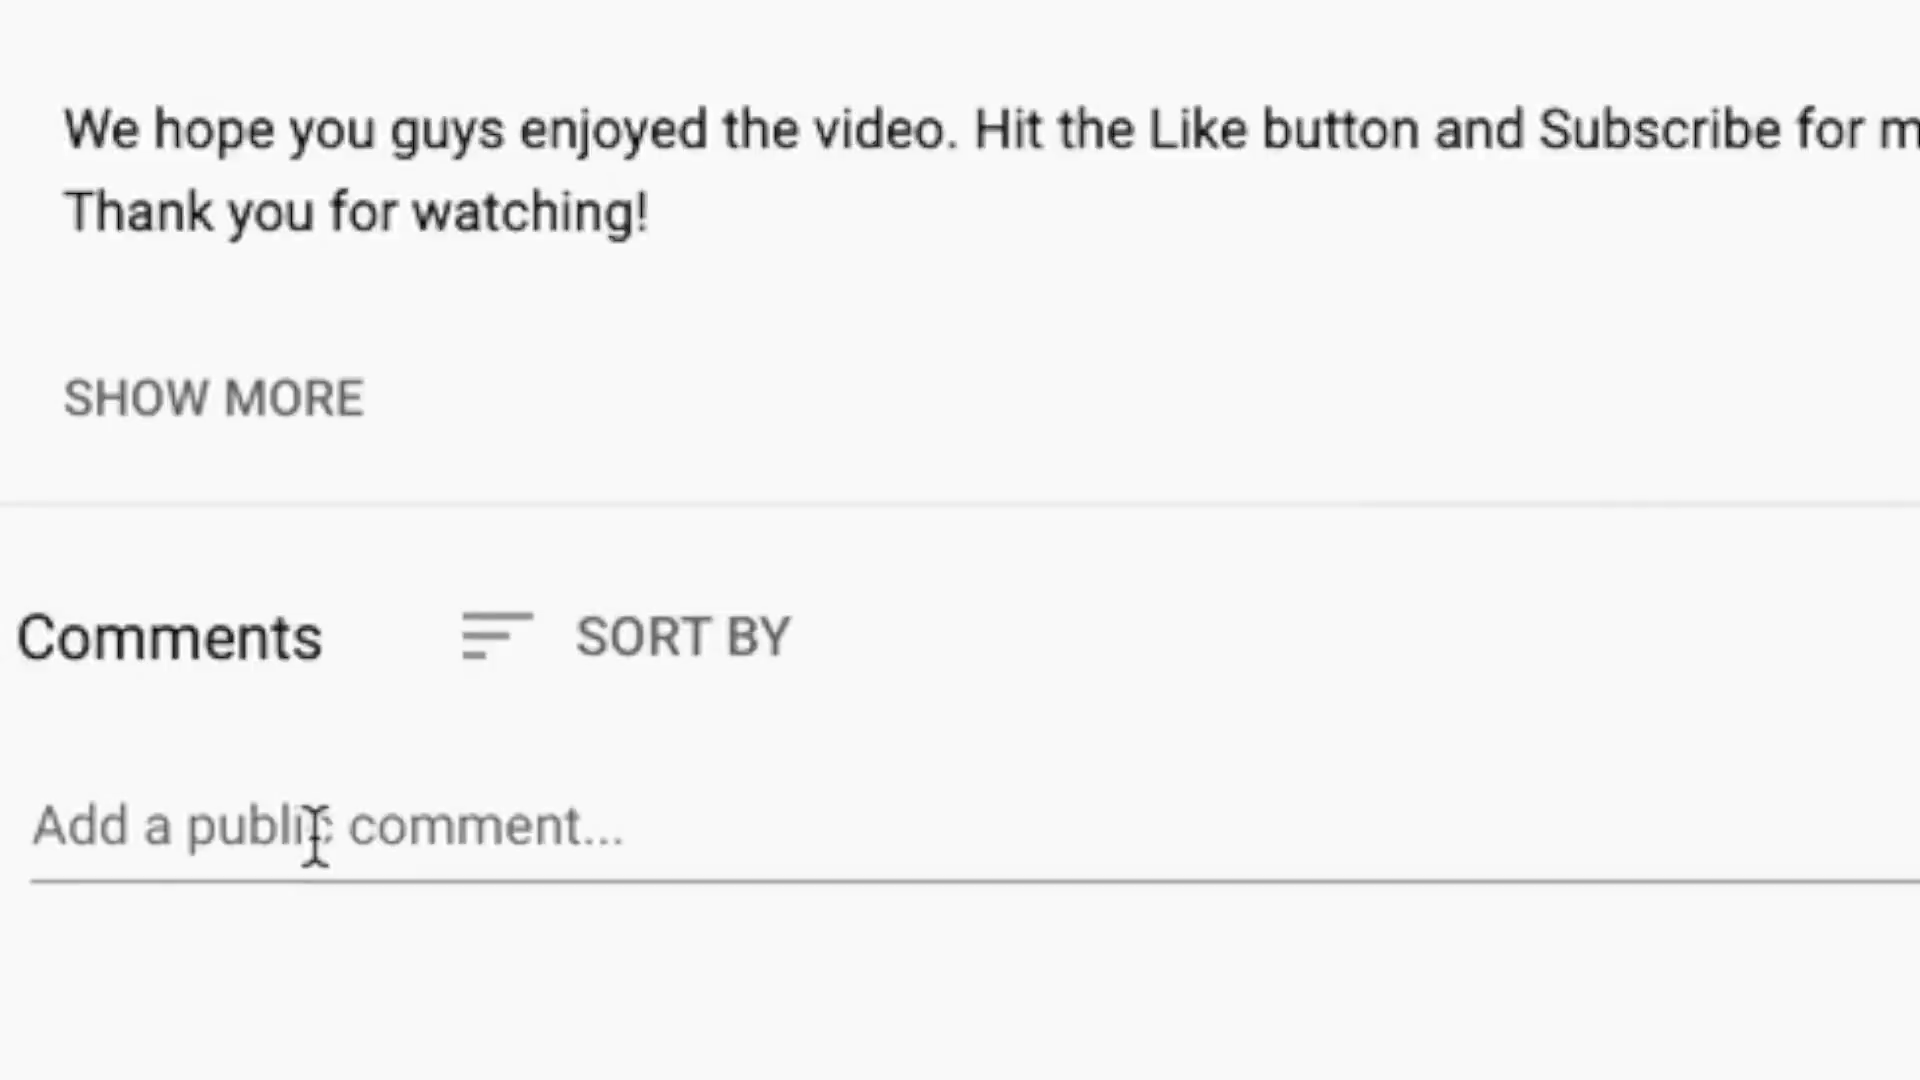 We hope you guys enjoyed the video. Hit the Like button and Subscribe for
Thank you for watching!
SHOW MORE
Comments
SORT BY
Add a public comment...